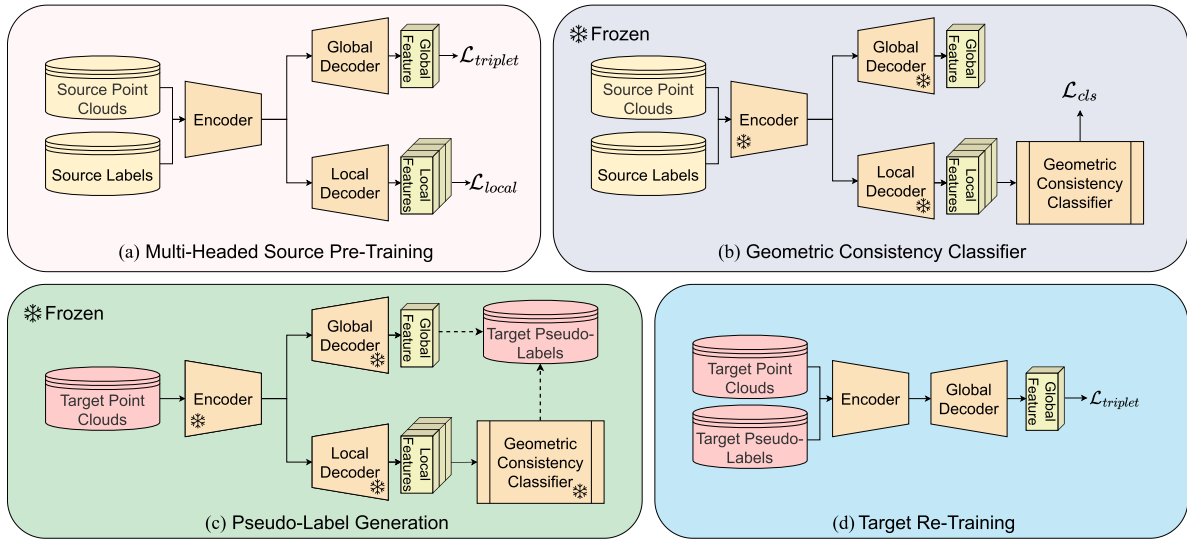 Source Point
Clouds
Source Labels
Encoder
Global
Decoder
Global
Feature
ℒtriplet
Local
Decoder
Local
Features
ℒlocal
(a) Multi-Headed Source Pre-Training
Frozen
Source Point
Clouds
Source Labels
Encoder
Global
Decoder
Global
Feature
Local
Decoder
Local
Features
ℒcls
Geometric
Consistency
Classifier
(b) Geometric Consistency Classifier
Frozen
Target Point
Clouds
Encoder
Global
Decoder
Global
Feature
Target Pseudo-
Labels
Local
Decoder
Local
Features
Geometric
Consistency
Classifier
(c) Pseudo-Label Generation
Target Point
Clouds
Target Pseudo-
Labels
Encoder
Global
Decoder
Global
Feature
ℒtriplet
(d) Target Re-Training